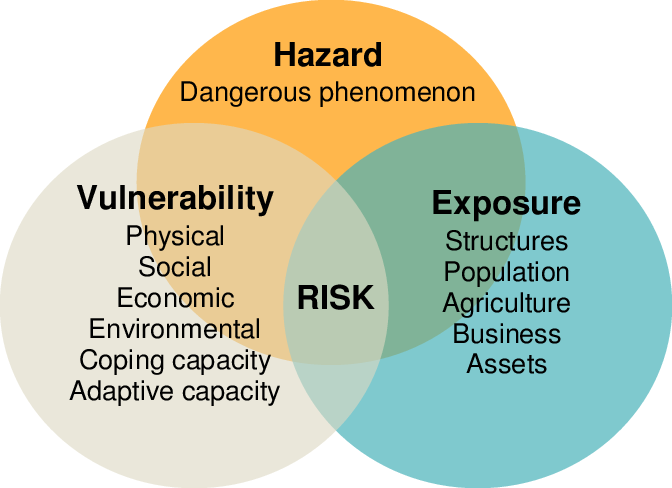 Hazard
Dangerous phenomenon
Vulnerability
Physical
Social
Economic
Environmental
Coping capacity
Adaptive capacity
RISK
Exposure
Structures
Population
Agriculture
Business
Assets